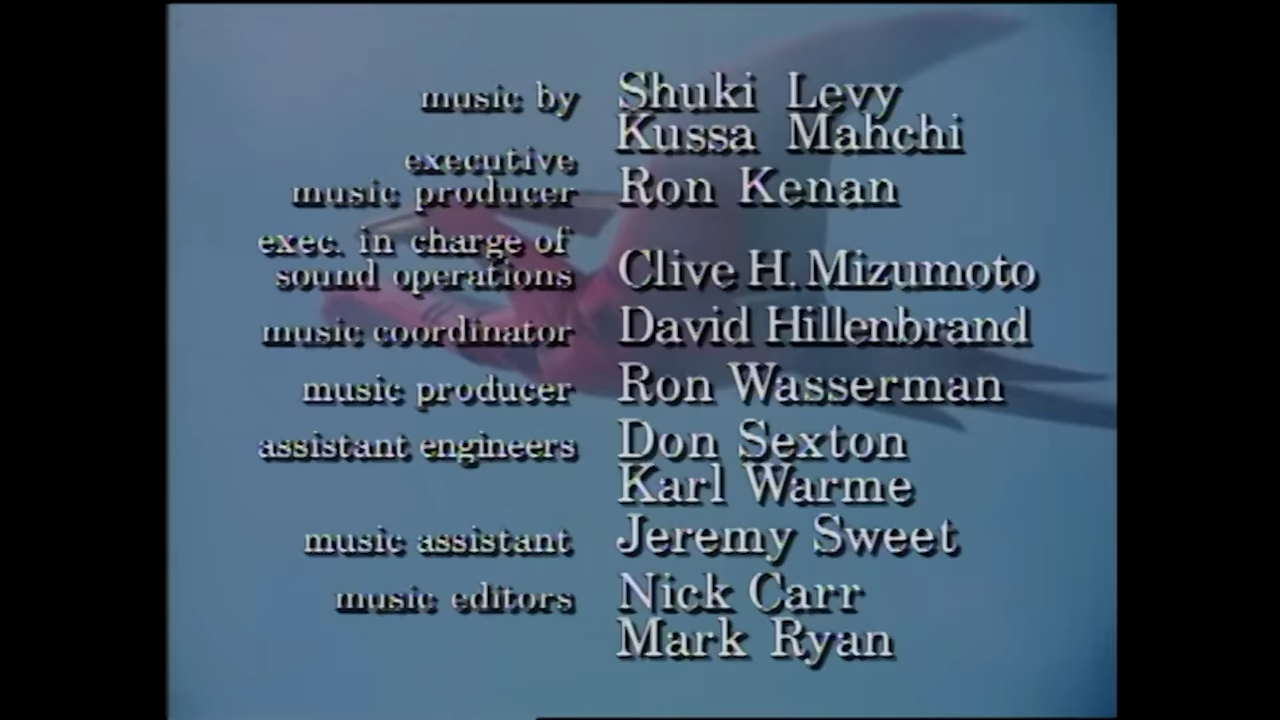 music by Shuki Levy
Kussa Mahchi
executive
music producer Ron Kenan
exec. in charge of
sound operations Clive H. Mizumoto
music coordinator David Hillenbrand
music producer Ron Wasserman
assistant engineers Don Sexton
Karl Warme
music assistant Jeremy Sweet
music editors Nick Carr
Mark Ryan